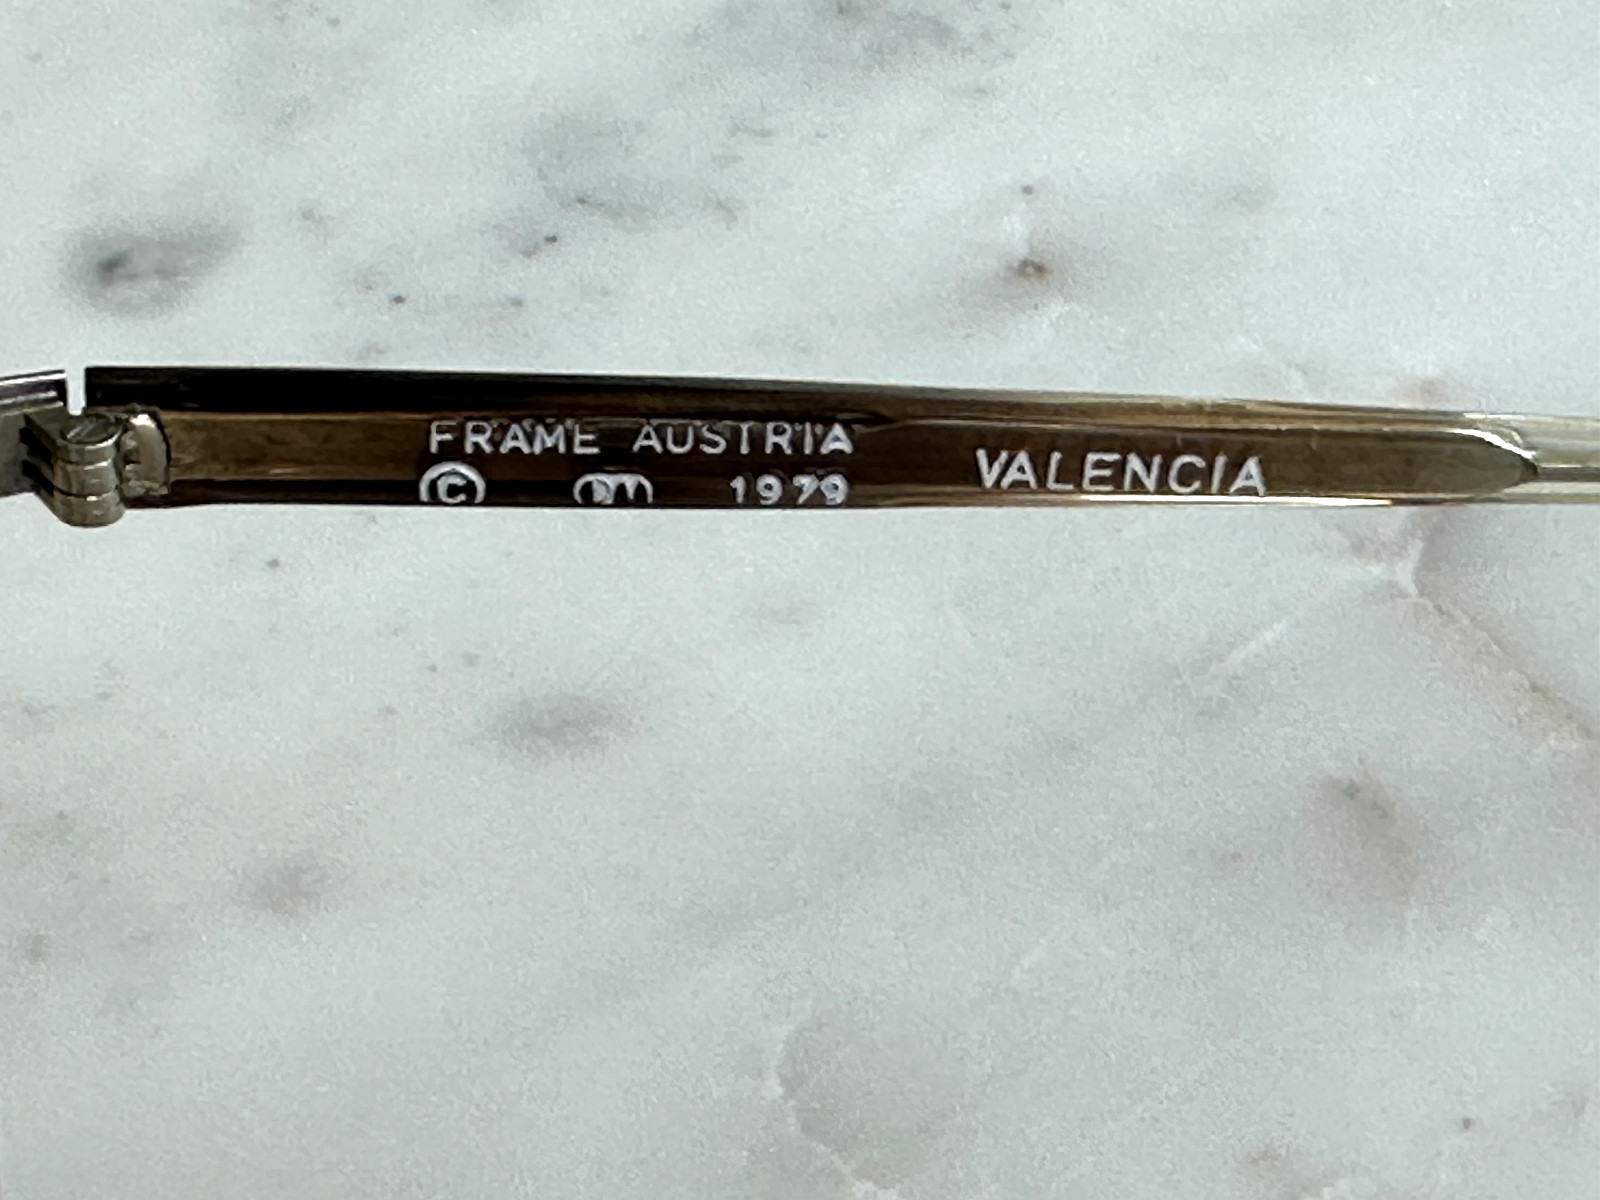 FRAME AUSTRIA
© 1979
VALENCIA